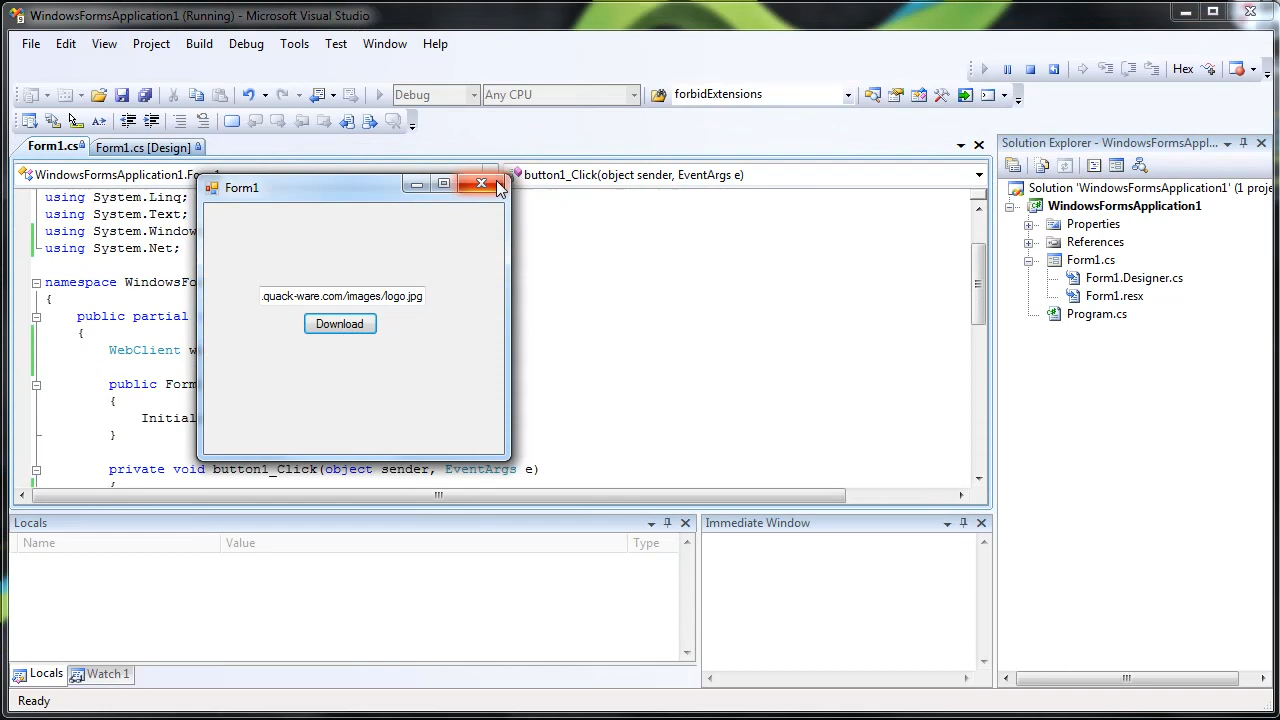 WindowsFormsApplication1 (Running) - Microsoft Visual Studio
File Edit View Project Build Debug Tools Test Window Help
Hex
Debug Any CPU forbidExtensions
Form1.cs Form1.cs [Design]
WindowsFormsApplication1.Fo button1_Click(object sender, EventArgs e)
using System.Linq;
using System.Text;
using System.Window
using System.Net;
namespace WindowsFo
{
public partial
{
WebClient w
public Form
{
Initial
}
private void button1_Click(object sender, EventArgs e)
{
Form1
.quack-ware.com/images/logo.jpg
Download
Solution Explorer - WindowsFormsAppl...
Solution 'WindowsFormsApplication1' (1 proje
WindowsFormsApplication1
Properties
References
Form1.cs
Form1.Designer.cs
Form1.resx
Program.cs
Locals
Name Value Type
Locals Watch 1
Immediate Window
Ready